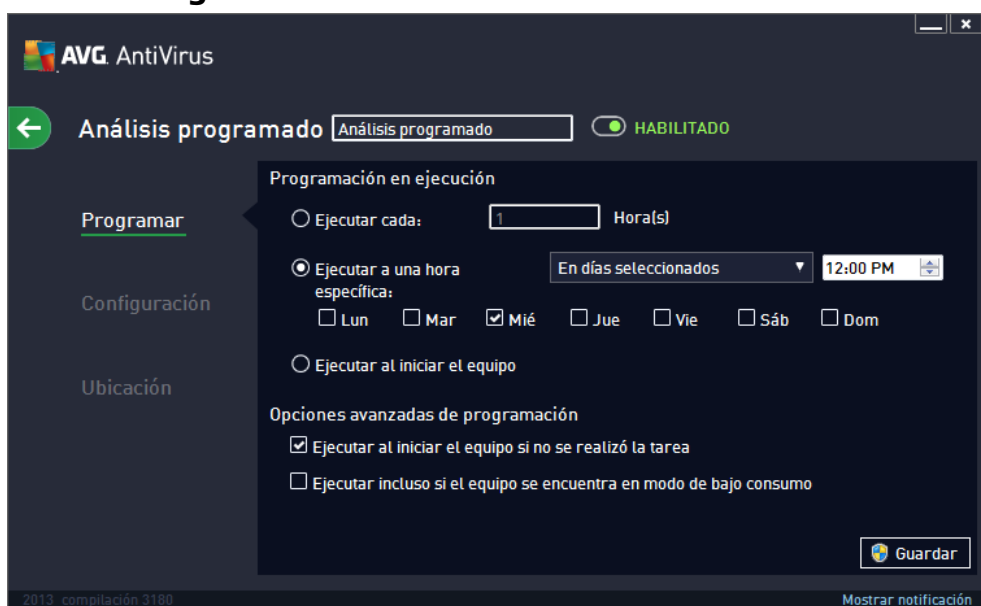 AVG. AntiVirus
Análisis programado Análisis programado HABILITADO
Programación en ejecución
Programar
Ejecutar cada: 1 Hora(s)
Ejecutar a una hora específica: En días seleccionados 12:00 PM
Lun Mar Mié Jue Vie Sáb Dom
Configuración
Ejecutar al iniciar el equipo
Ubicación
Opciones avanzadas de programación
Ejecutar al iniciar el equipo si no se realizó la tarea
Ejecutar incluso si el equipo se encuentra en modo de bajo consumo
Guardar
2013 compilación 3180 Mostrar notificación